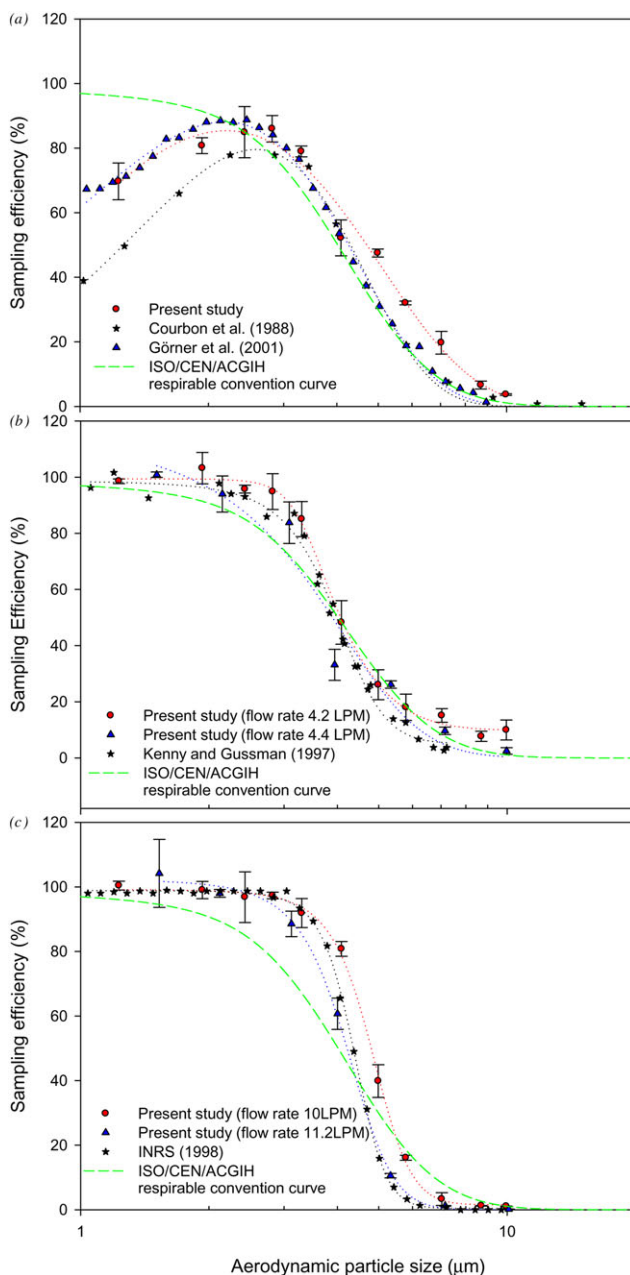 (a)
120
100
80
60
40
20
0
Sampling efficiency (%)
Present study
Courbon et al. (1988)
Görner et al. (2001)
ISO/CEN/ACGIH
respirable convention curve
(b)
120
100
80
60
40
20
0
Sampling Efficiency (%)
Present study (flow rate 4.2 LPM)
Present study (flow rate 4.4 LPM)
Kenny and Gussman (1997)
ISO/CEN/ACGIH
respirable convention curve
(c)
120
100
80
60
40
20
0
Sampling efficiency (%)
Present study (flow rate 10LPM)
Present study (flow rate 11.2LPM)
INRS (1998)
ISO/CEN/ACGIH
respirable convention curve
1
10
Aerodynamic particle size (μm)